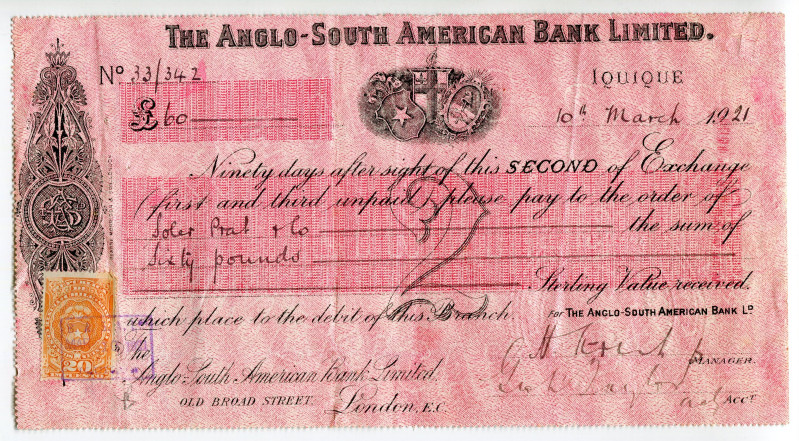 THE ANGLO-SOUTH AMERICAN BANK LIMITED.
No 33/342
IQUIQUE
£60
10th March 1921
Ninety days after sight of this SECOND of Exchange
(first and third unpaid) please pay to the order of
Soler Prat & Co the sum of
Sixty pounds
Sterling Value received.
which place to the debit of this Branch.
FOR THE ANGLO-SOUTH AMERICAN BANK LD
MANAGER.
The
Anglo-South American Bank Limited.
ACCT
OLD BROAD STREET, London, E.C.
2
20